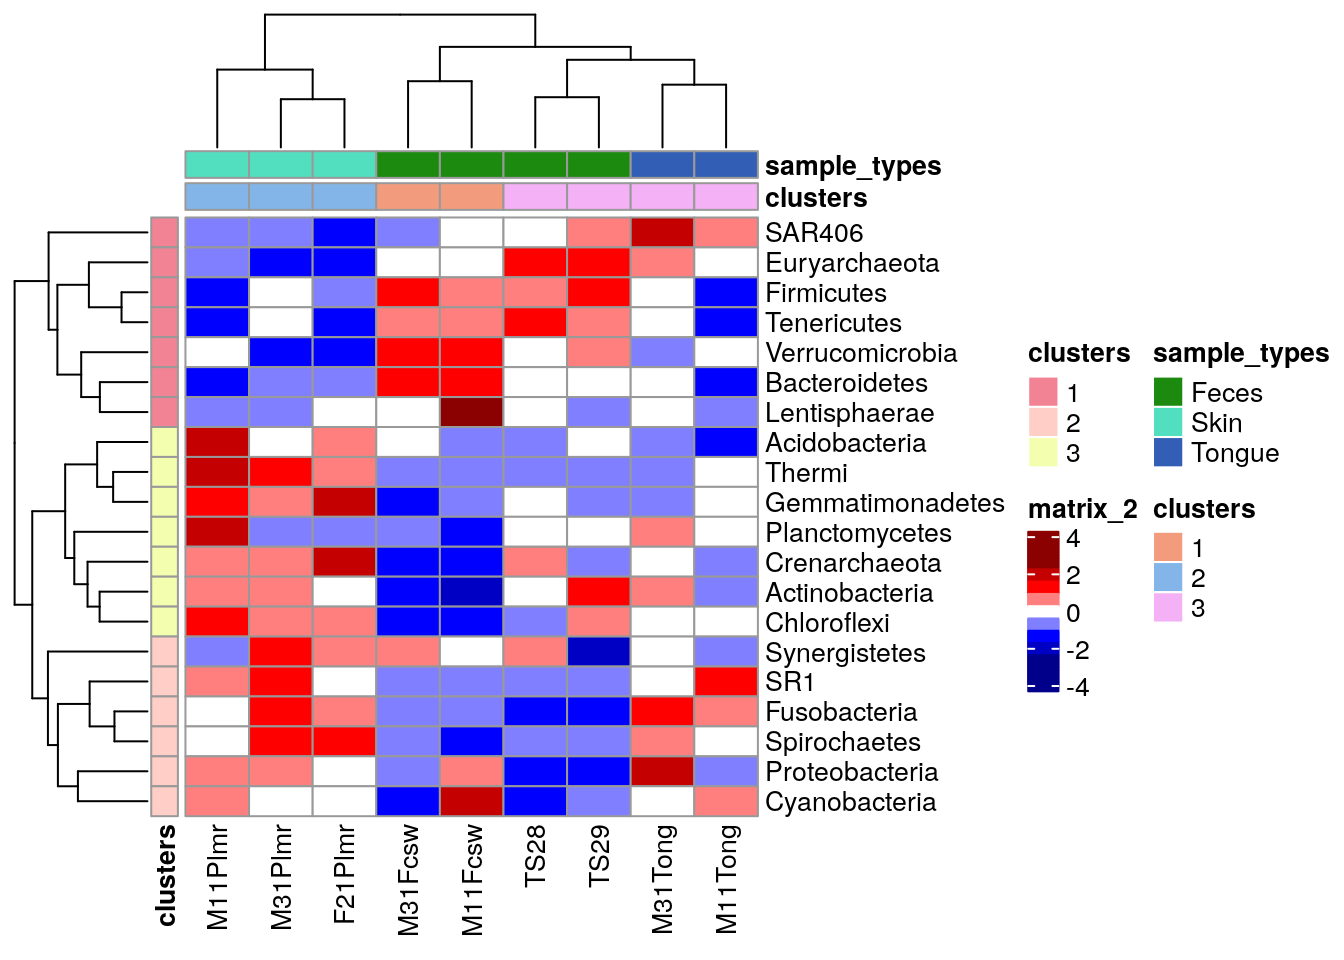 sample_types
clusters
SAR406
Euryarchaeota
Firmicutes
Tenericutes
Verrucomicrobia
Bacteroidetes
Lentisphaerae
Acidobacteria
Thermi
Gemmatimonadetes
Planctomycetes
Crenarchaeota
Actinobacteria
Chloroflexi
Synergistetes
SR1
Fusobacteria
Spirochaetes
Proteobacteria
Cyanobacteria
clusters
M11Plmr
M31Plmr
F21Plmr
M31Fcsw
M11Fcsw
TS28
TS29
M31Tong
M11Tong
clusters
1
2
3
sample_types
Feces
Skin
Tongue
matrix_2
4
2
0
-2
-4
clusters
1
2
3